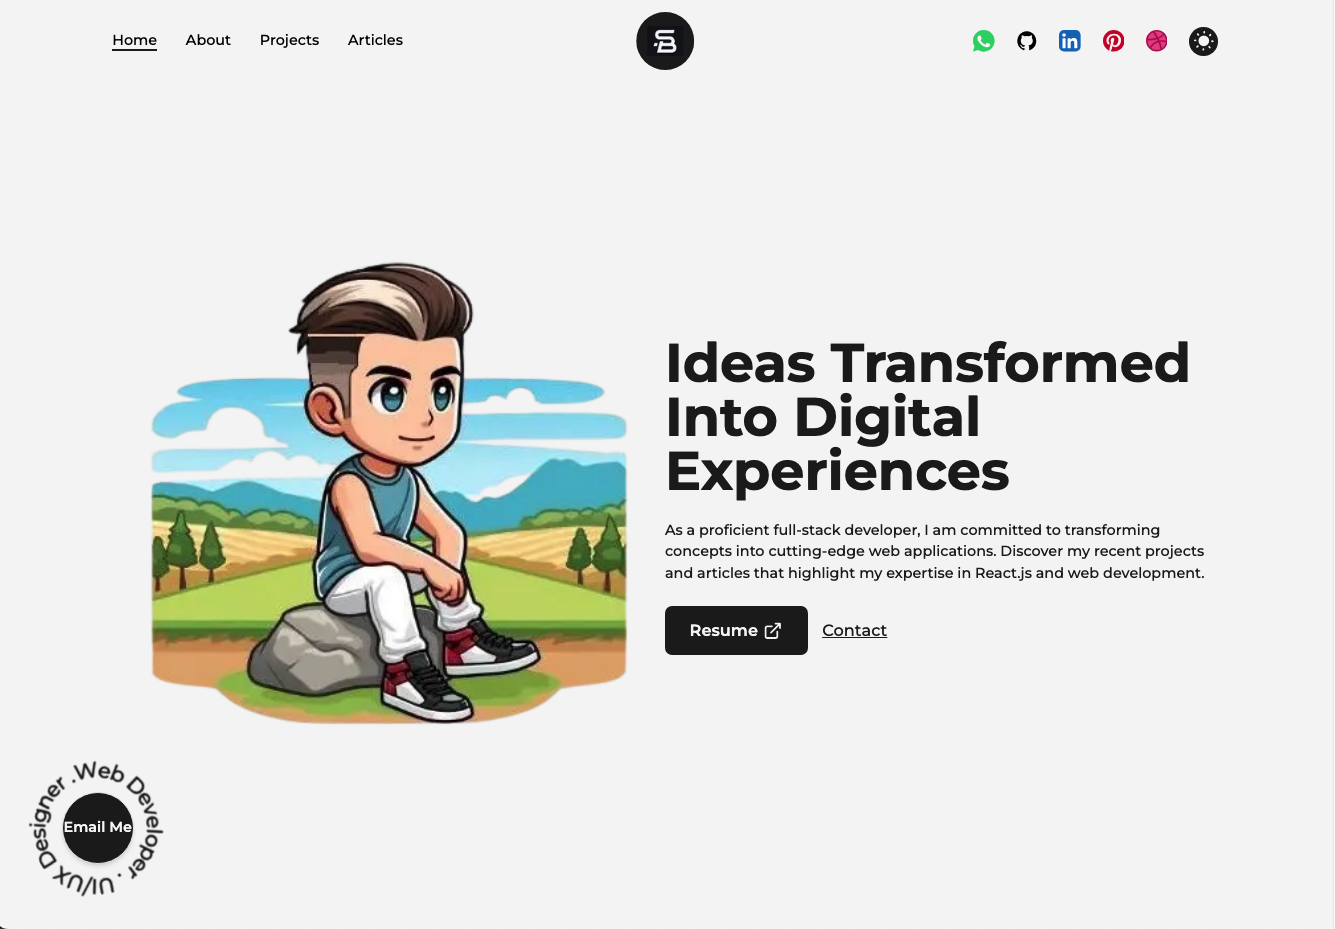 Home
About
Projects
Articles
SB
Ideas Transformed
Into Digital
Experiences
As a proficient full-stack developer, I am committed to transforming
concepts into cutting-edge web applications. Discover my recent projects
and articles that highlight my expertise in React.js and web development.
Resume
Contact
.Web Developer . UI/UX Designer
Email Me